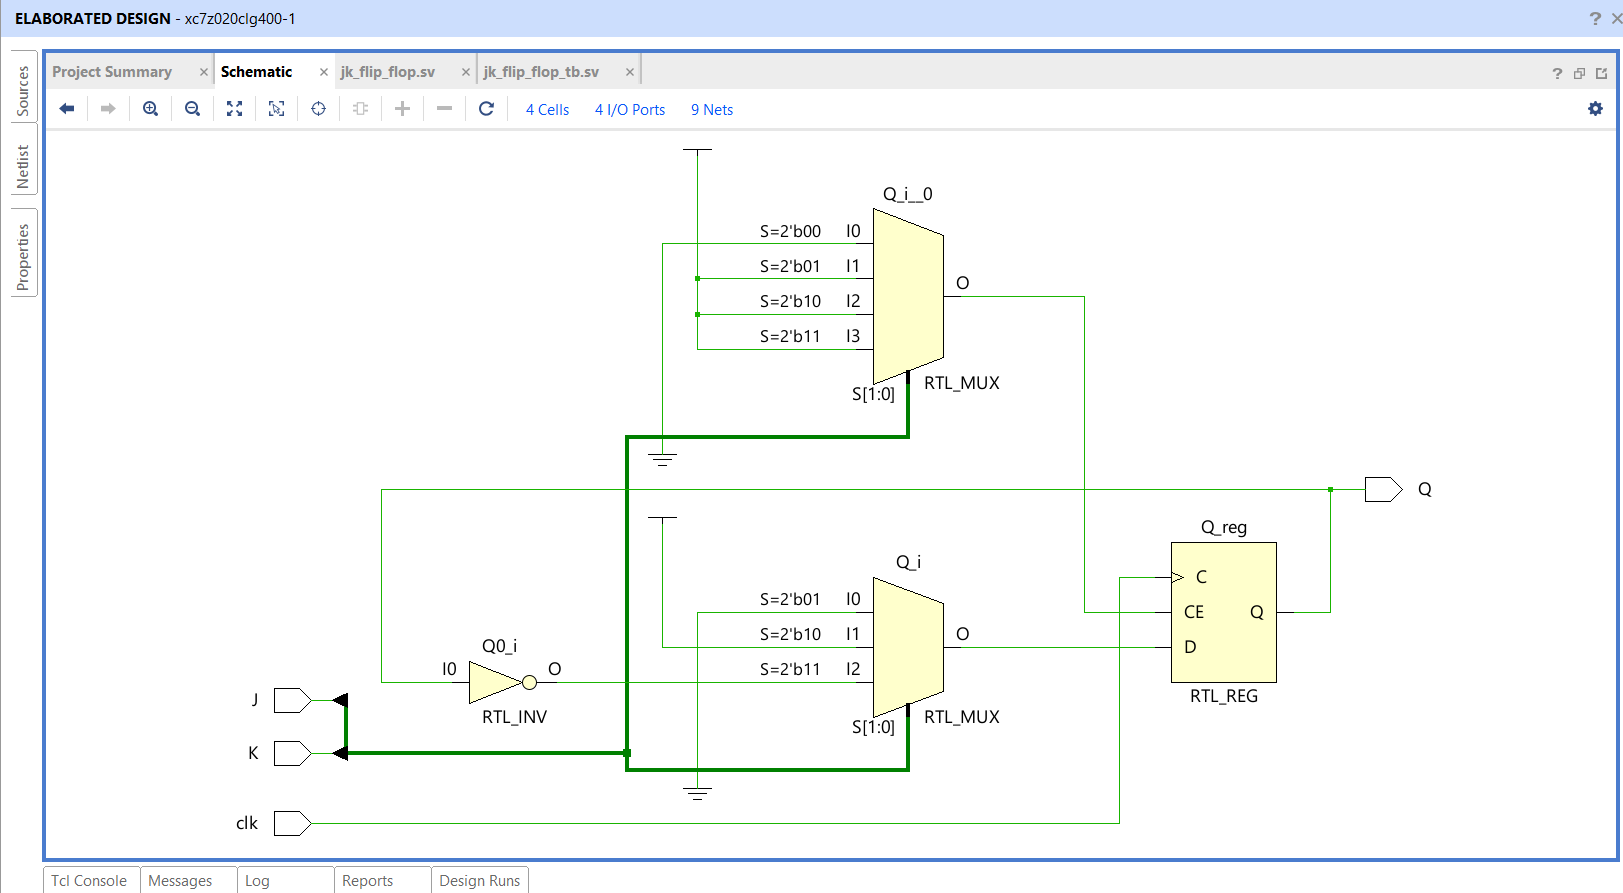 ELABORATED DESIGN - xc7z020clg400-1
Sources
Netlist
Properties
Project Summary
Schematic
jk_flip_flop.sv
jk_flip_flop_tb.sv
4 Cells 4 I/O Ports 9 Nets
Q_i__0
S=2'b00 I0
S=2'b01 I1
O
S=2'b10 I2
S=2'b11 I3
S[1:0] RTL_MUX
Q
Q_reg
Q_i
C
S=2'b01 I0
CE Q
S=2'b10 I1
O
D
Q0_i
I0
O
S=2'b11 I2
RTL_REG
J
RTL_INV
S[1:0] RTL_MUX
K
clk
Tcl Console Messages Log Reports Design Runs